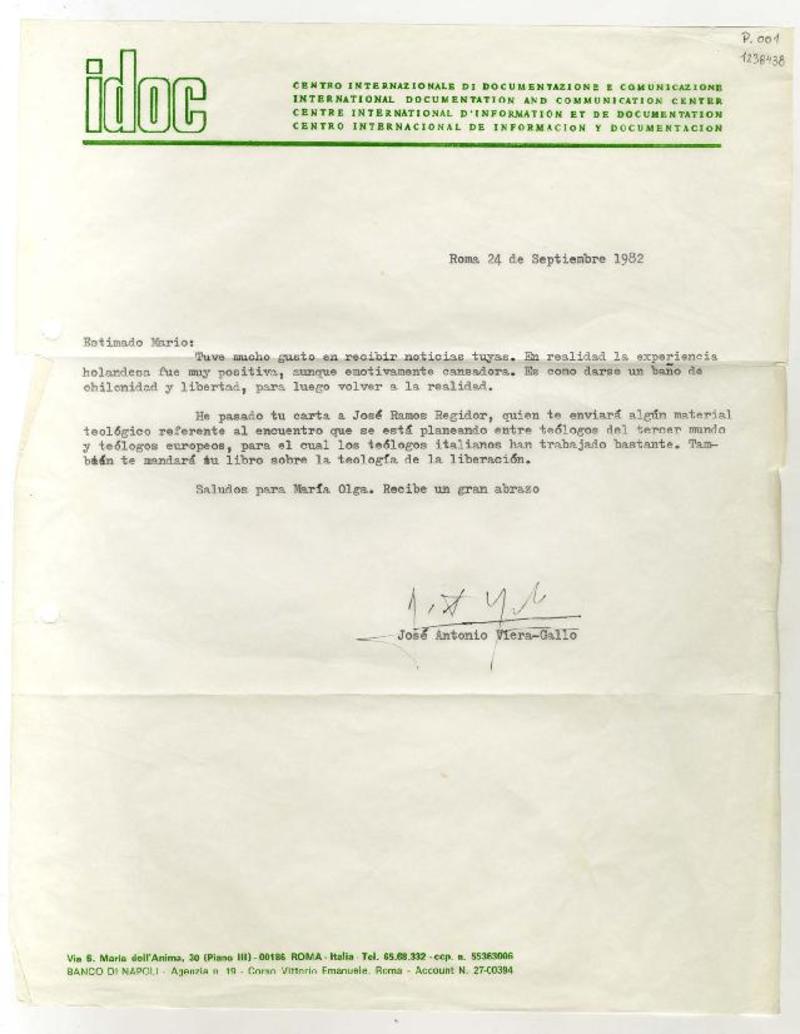 P. 001
1238438
idoc
CENTRO INTERNAZIONALE DI DOCUMENTAZIONE E COMUNICAZIONE
INTERNATIONAL DOCUMENTATION AND COMMUNICATION CENTER
CENTRE INTERNATIONAL D'INFORMATION ET DE DOCUMENTATION
CENTRO INTERNACIONAL DE INFORMACION Y DOCUMENTACION
Roma 24 de Septiembre 1982
Estimado Mario:
Tuve mucho gusto en recibir noticias tuyas. En realidad la experiencia
holandesa fue muy positiva, aunque emotivamente cansadora. Es como darse un baño de
chilenidad y libertad, para luego volver a la realidad.
He pasado tu carta a José Ramos Regidor, quien te enviará algún material
teológico referente al encuentro que se está planeando entre teólogos del tercer mundo
y teólogos europeos, para el cual los teólogos italianos han trabajado bastante. Tam-
bién te mandará su libro sobre la teología de la liberación.
Saludos para María Olga. Recibe un gran abrazo
José Antonio Viera-Gallo
Via S. Maria dell'Anima, 30 (Piano III) - 00186 ROMA - Italia - Tel. 65.68.332 - ccp. n. 55363006
BANCO DI NAPOLI - Agenzia n. 19 - Corso Vittorio Emanuele, Roma - Account N. 27-00394